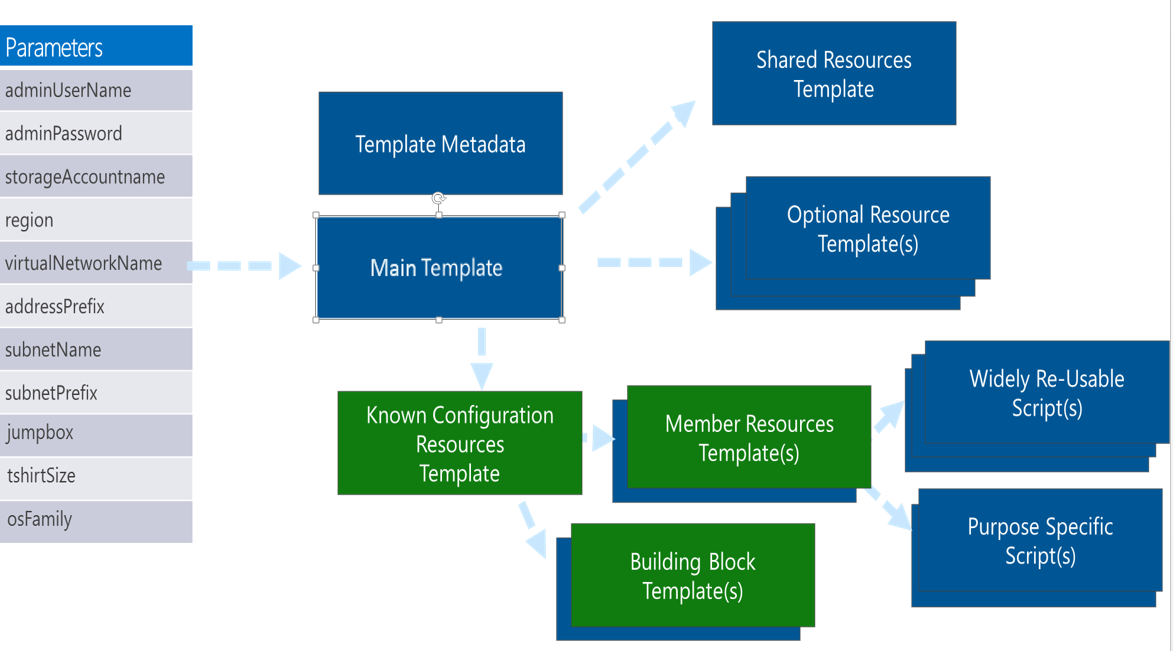 Parameters
adminUserName
adminPassword
storageAccountname
region
virtualNetworkName
addressPrefix
subnetName
subnetPrefix
jumpbox
tshirtSize
osFamily
Template Metadata
Main Template
Shared Resources
Template
Optional Resource
Template(s)
Known Configuration
Resources
Template
Member Resources
Template(s)
Widely Re-Usable
Script(s)
Purpose Specific
Script(s)
Building Block
Template(s)